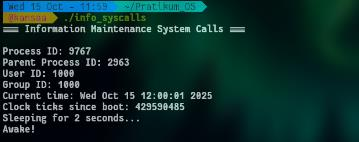 Wed 15 Oct - 11:59 ~/Pratikum_OS
@kansaa ./info_syscalls
=== Information Maintenance System Calls ===
Process ID: 9767
Parent Process ID: 2963
User ID: 1000
Group ID: 1000
Current time: Wed Oct 15 12:00:01 2025
Clock ticks since boot: 429590485
Sleeping for 2 seconds...
Awake!